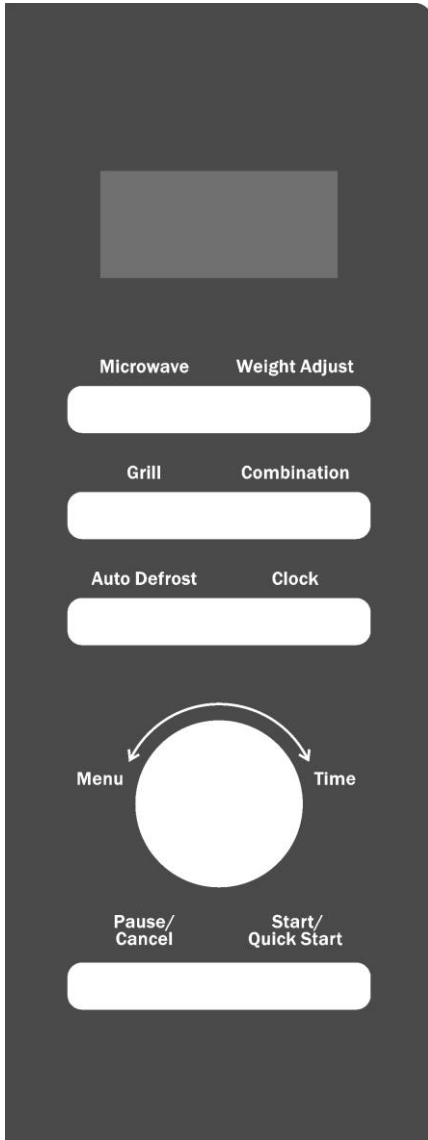 Microwave Weight Adjust
Grill Combination
Auto Defrost Clock
Menu Time
Pause/ Start/
Cancel Quick Start